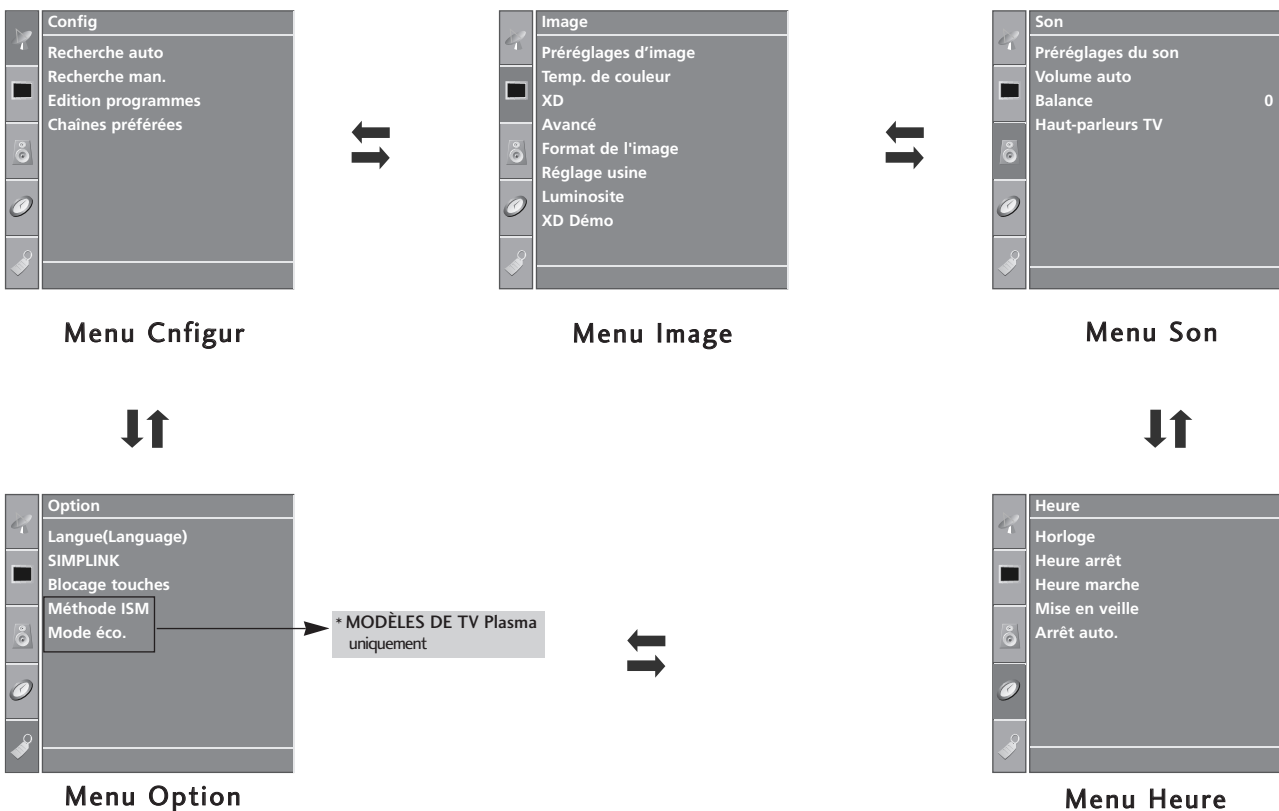 Config
Recherche auto
Recherche man.
Edition programmes
Chaînes préférées
Menu Cnfigur
Image
Préréglages d’image
Temp. de couleur
XD
Avancé
Format de l'image
Réglage usine
Luminosite
XD Démo
Menu Image
Son
Préréglages du son
Volume auto
Balance 0
Haut-parleurs TV
Menu Son
Option
Langue(Language)
SIMPLINK
Blocage touches
Méthode ISM
Mode éco.
* MODÈLES DE TV Plasma
uniquement
Menu Option
Heure
Horloge
Heure arrêt
Heure marche
Mise en veille
Arrêt auto.
Menu Heure